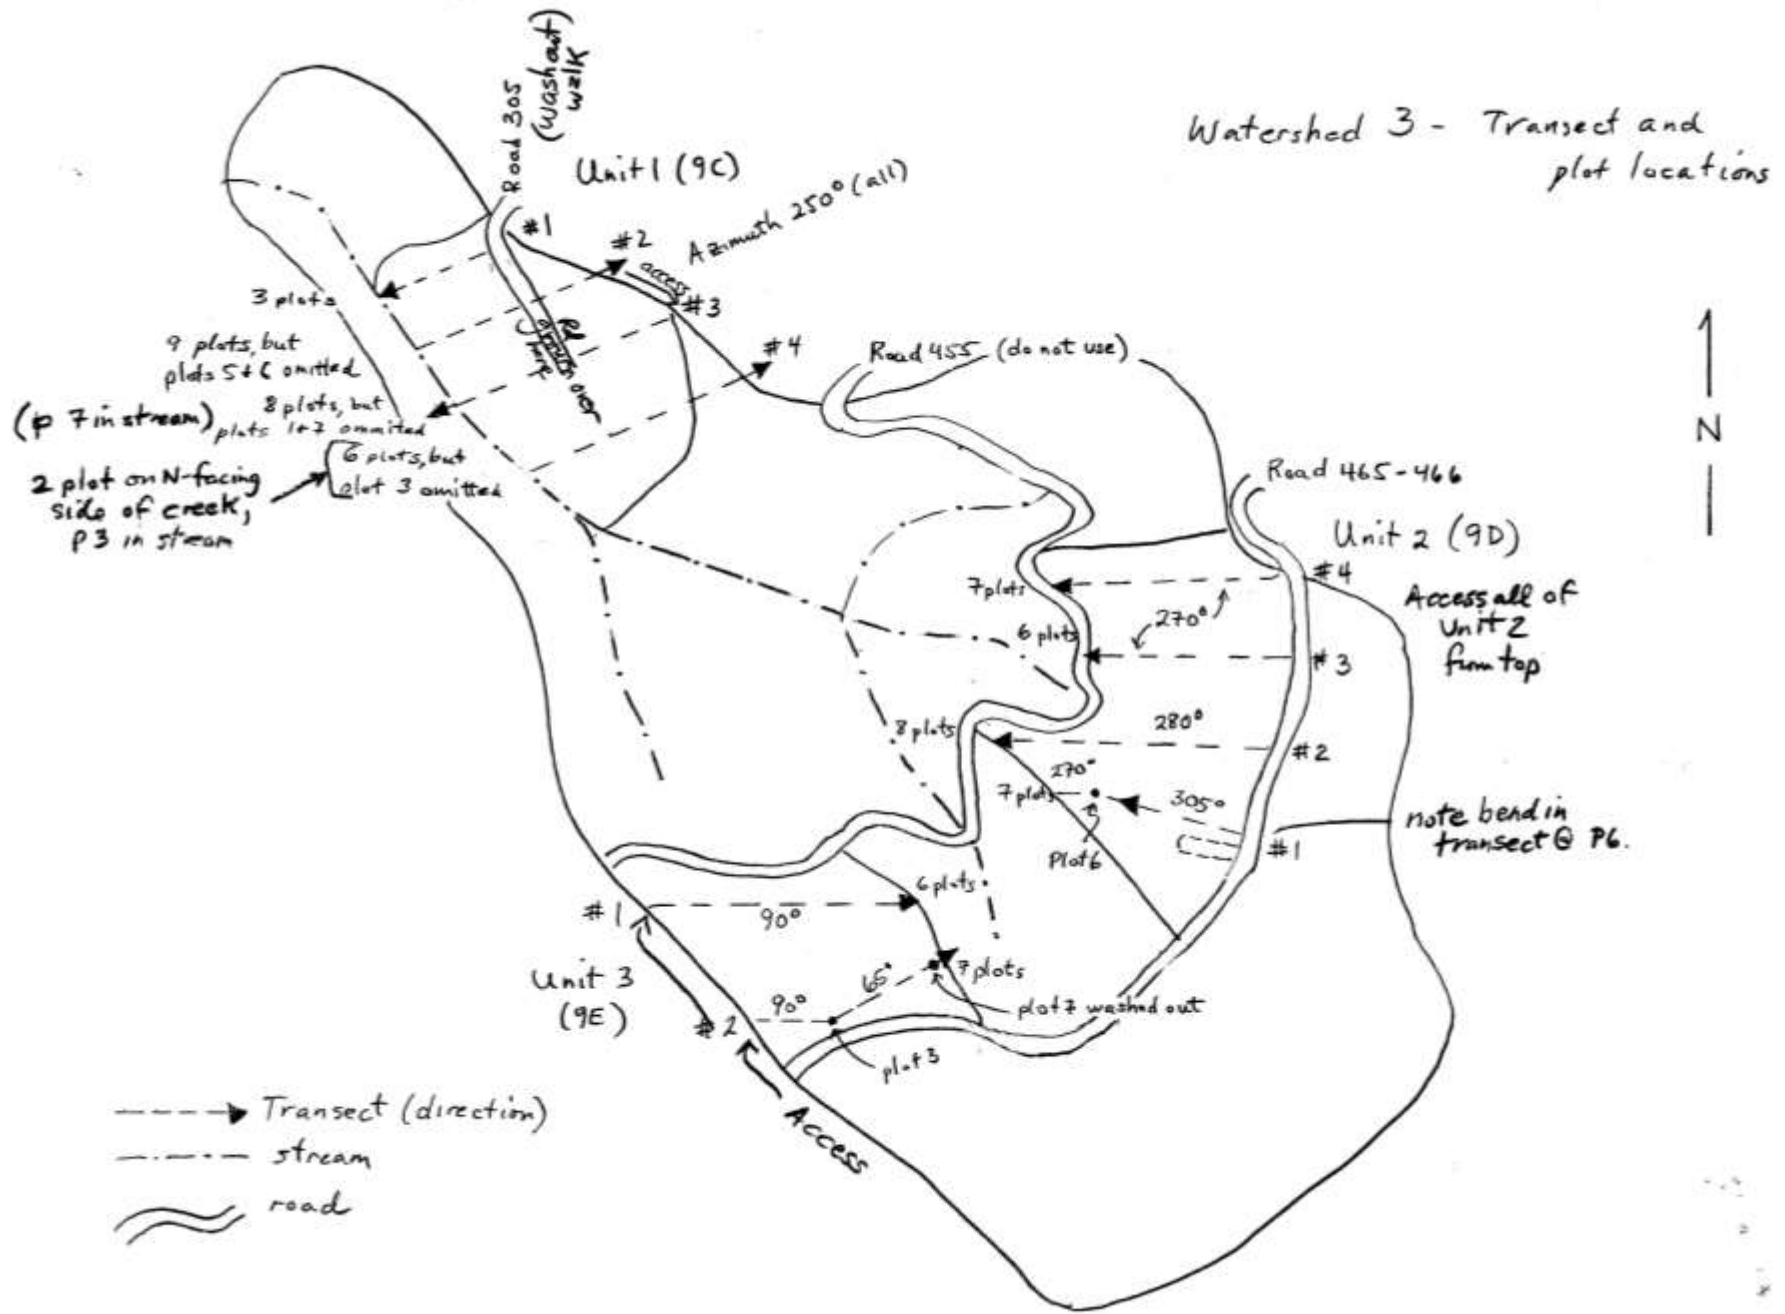 Watershed 3 - Transect and
plot locations
Road 305
(washout)
walk
Unit 1 (9C)
Azimuth 250° (all)
#1
#2
access
#3
#4
3 plots
9 plots, but
plots 5+6 omitted
(p 7 in stream)
8 plots, but
plots 1+7 ommited
2 plot on N-facing
side of creek,
P3 in stream
6 plots, but
plot 3 omitted
Rd
grown over
here
Road 455 (do not use)
N
Road 465-466
Unit 2 (9D)
#4
Access all of
Unit 2
from top
7 plots
270°
6 plots
#3
8 plots
280°
#2
270°
7 plots
305°
Plot 6
#1
note bend in
transect @ P6.
#1
90°
6 plots
Unit 3
(9E)
#2
90°
65°
7 plots
plot 7 washed out
plot 3
Access
Transect (direction)
stream
road